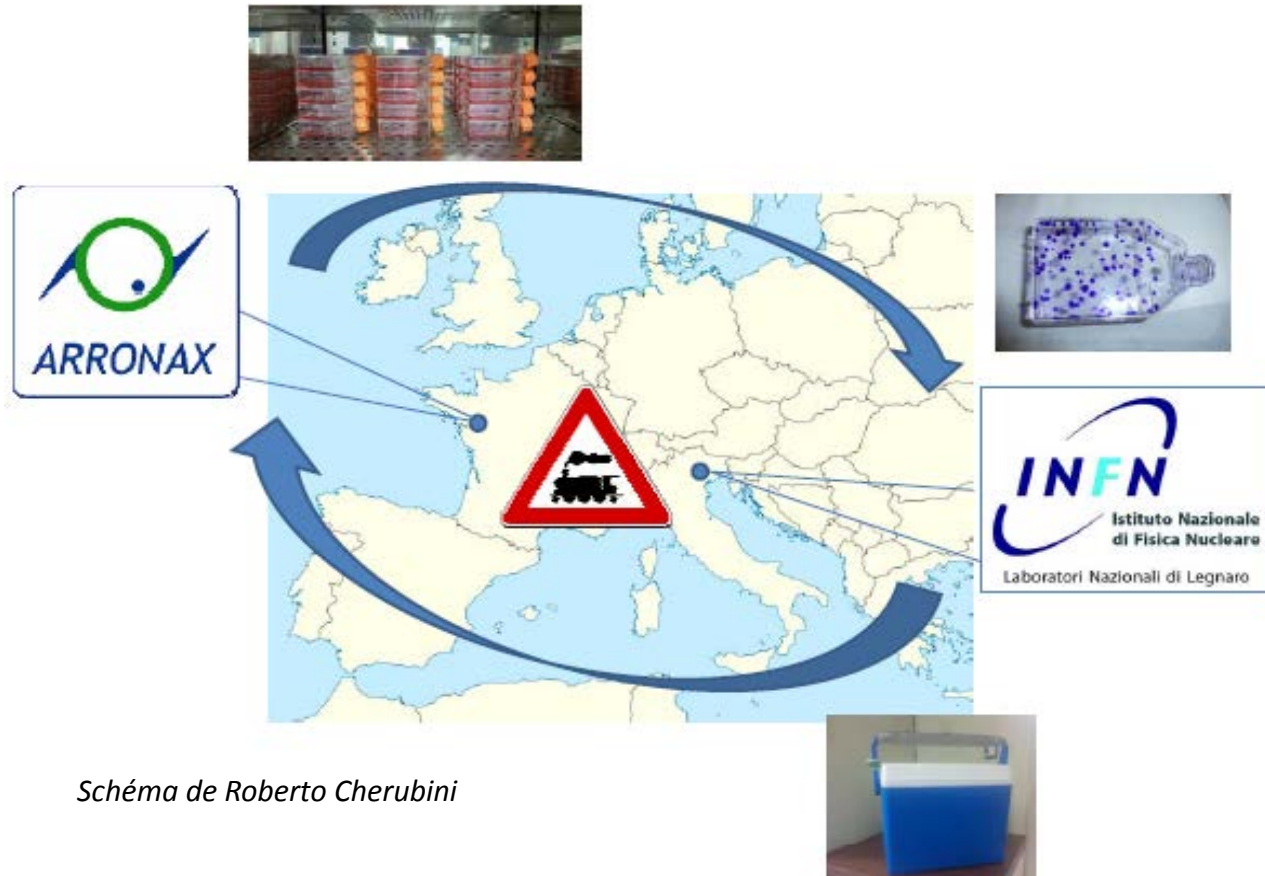 ARRONAX
INFN
Istituto Nazionale
di Fisica Nucleare
Laboratori Nazionali di Legnaro
Schéma de Roberto Cherubini